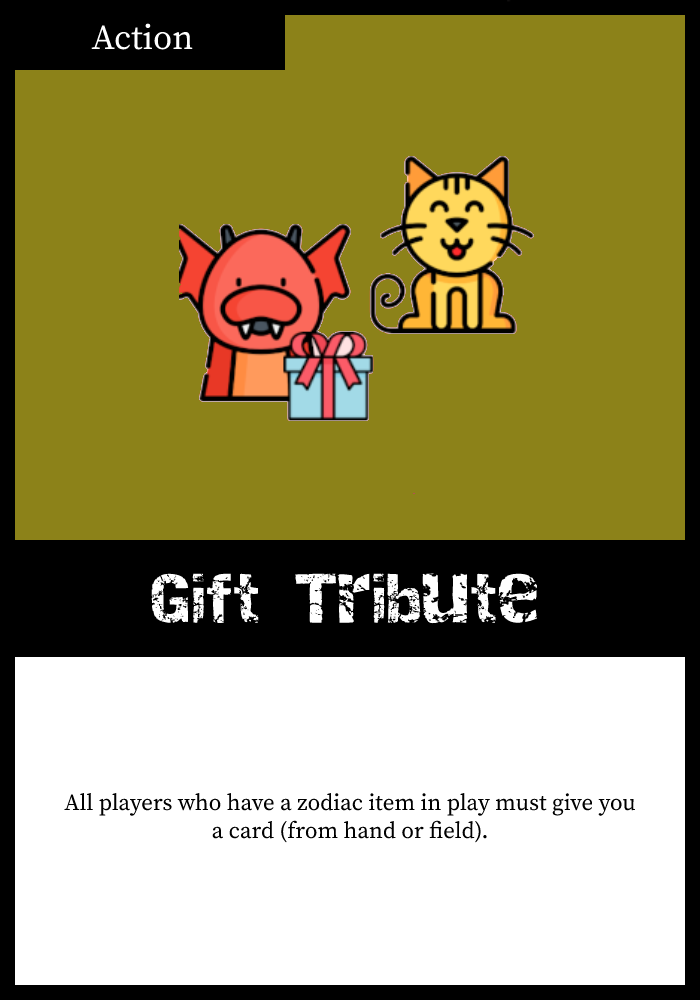 Action
Gift Tribute
All players who have a zodiac item in play must give you
a card (from hand or field).